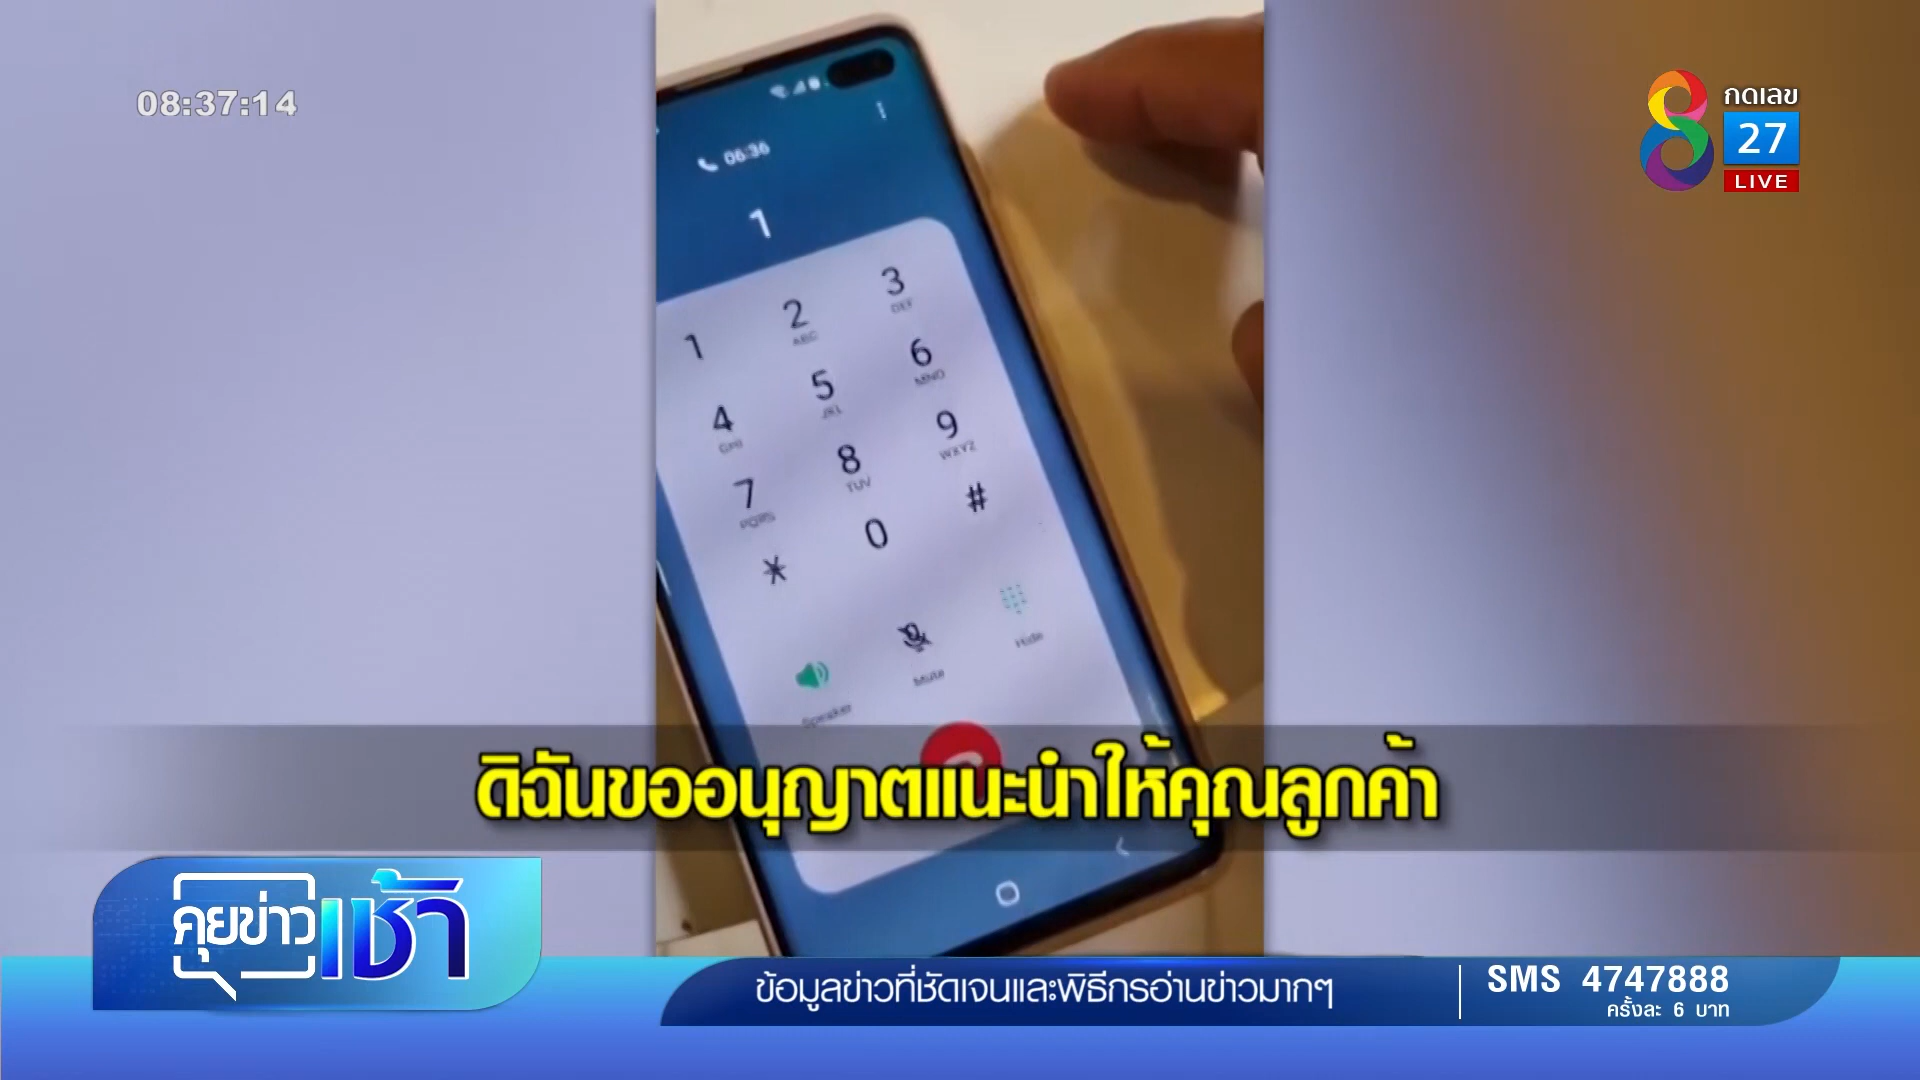 08:37:14
8
กดเลข
27
LIVE
06:36
1
1
2
ABC
3
DEF
4
GHI
5
JKL
6
MNO
7
PQRS
8
TUV
9
WXYZ
*
0
#
Speaker
Mute
Hide
ดิฉันขออนุญาตแนะนำให้คุณลูกค้า
คุยข่าวเช้า
ข้อมูลข่าวที่ชัดเจนและพิธีกรอ่านข่าวมากๆ
SMS 4747888
ครั้งละ 6 บาท